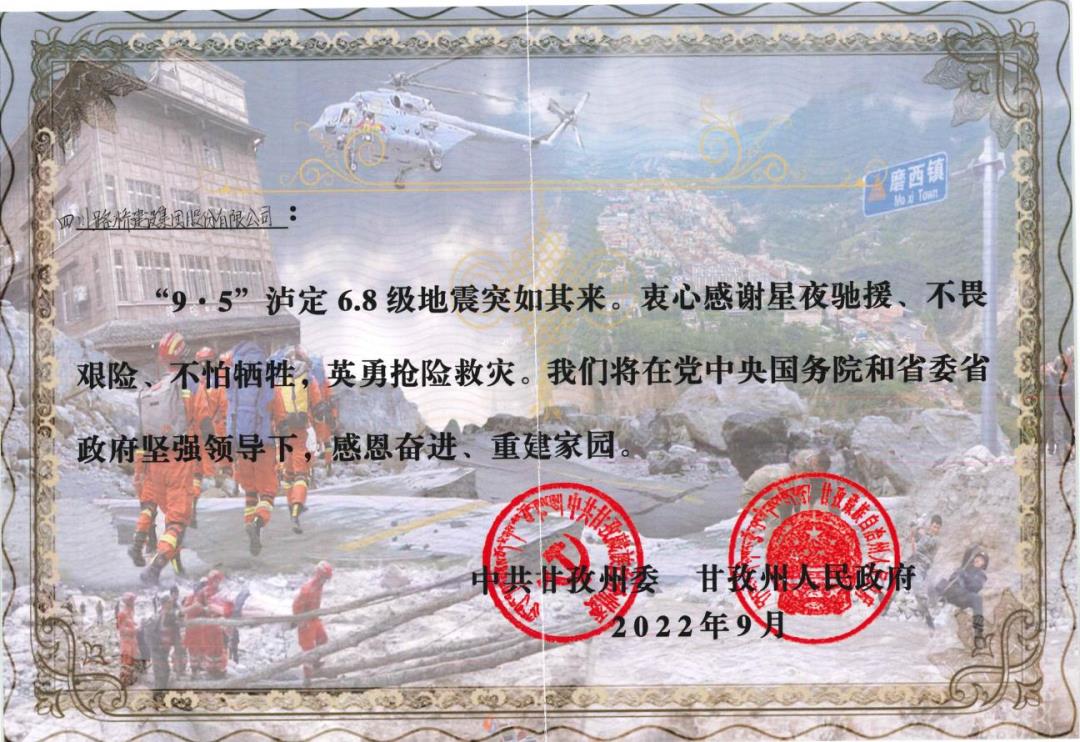 磨西镇
Mo xi Town
四川路桥建设集团股份有限公司：
“9·5”泸定6.8级地震突如其来。衷心感谢星夜驰援、不畏
艰险、不怕牺牲，英勇抢险救灾。我们将在党中央国务院和省委省
政府坚强领导下，感恩奋进、重建家园。
中共甘孜州委 甘孜州人民政府
2022年9月